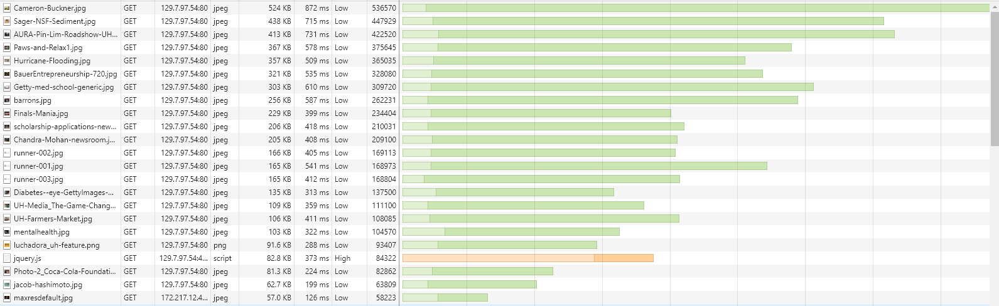 Cameron-Buckner.jpg GET 129.7.97.54:80 jpeg 524 KB 872 ms Low 536570
Sager-NSF-Sediment.jpg GET 129.7.97.54:80 jpeg 438 KB 715 ms Low 447929
AURA-Pin-Lim-Roadshow-UH... GET 129.7.97.54:80 jpeg 413 KB 731 ms Low 422520
Paws-and-Relax1.jpg GET 129.7.97.54:80 jpeg 367 KB 578 ms Low 375645
Hurricane-Flooding.jpg GET 129.7.97.54:80 jpeg 357 KB 509 ms Low 365035
BauerEntrepreneurship-720.jpg GET 129.7.97.54:80 jpeg 321 KB 535 ms Low 328080
Getty-med-school-generic.jpg GET 129.7.97.54:80 jpeg 303 KB 610 ms Low 309720
barrons.jpg GET 129.7.97.54:80 jpeg 256 KB 587 ms Low 262231
Finals-Mania.jpg GET 129.7.97.54:80 jpeg 229 KB 399 ms Low 234404
scholarship-applications-new... GET 129.7.97.54:80 jpeg 206 KB 418 ms Low 210031
Chandra-Mohan-newsroom.j... GET 129.7.97.54:80 jpeg 205 KB 408 ms Low 209100
runner-002.jpg GET 129.7.97.54:80 jpeg 166 KB 405 ms Low 169113
runner-001.jpg GET 129.7.97.54:80 jpeg 165 KB 541 ms Low 168973
runner-003.jpg GET 129.7.97.54:80 jpeg 165 KB 412 ms Low 168804
Diabetes--eye-GettyImages-... GET 129.7.97.54:80 jpeg 135 KB 313 ms Low 137500
UH-Media_The-Game-Chang... GET 129.7.97.54:80 jpeg 109 KB 359 ms Low 111100
UH-Farmers-Market.jpg GET 129.7.97.54:80 jpeg 106 KB 411 ms Low 108085
mentalhealth.jpg GET 129.7.97.54:80 jpeg 103 KB 322 ms Low 104570
luchadora_uh-feature.png GET 129.7.97.54:80 png 91.6 KB 288 ms Low 93407
jquery.js GET 129.7.97.54:4... script 82.8 KB 373 ms High 84322
Photo-2_Coca-Cola-Foundati... GET 129.7.97.54:80 jpeg 81.3 KB 224 ms Low 82862
jacob-hashimoto.jpg GET 129.7.97.54:80 jpeg 62.7 KB 199 ms Low 63809
maxresdefault.jpg GET 172.217.12.4... jpeg 57.0 KB 126 ms Low 58223